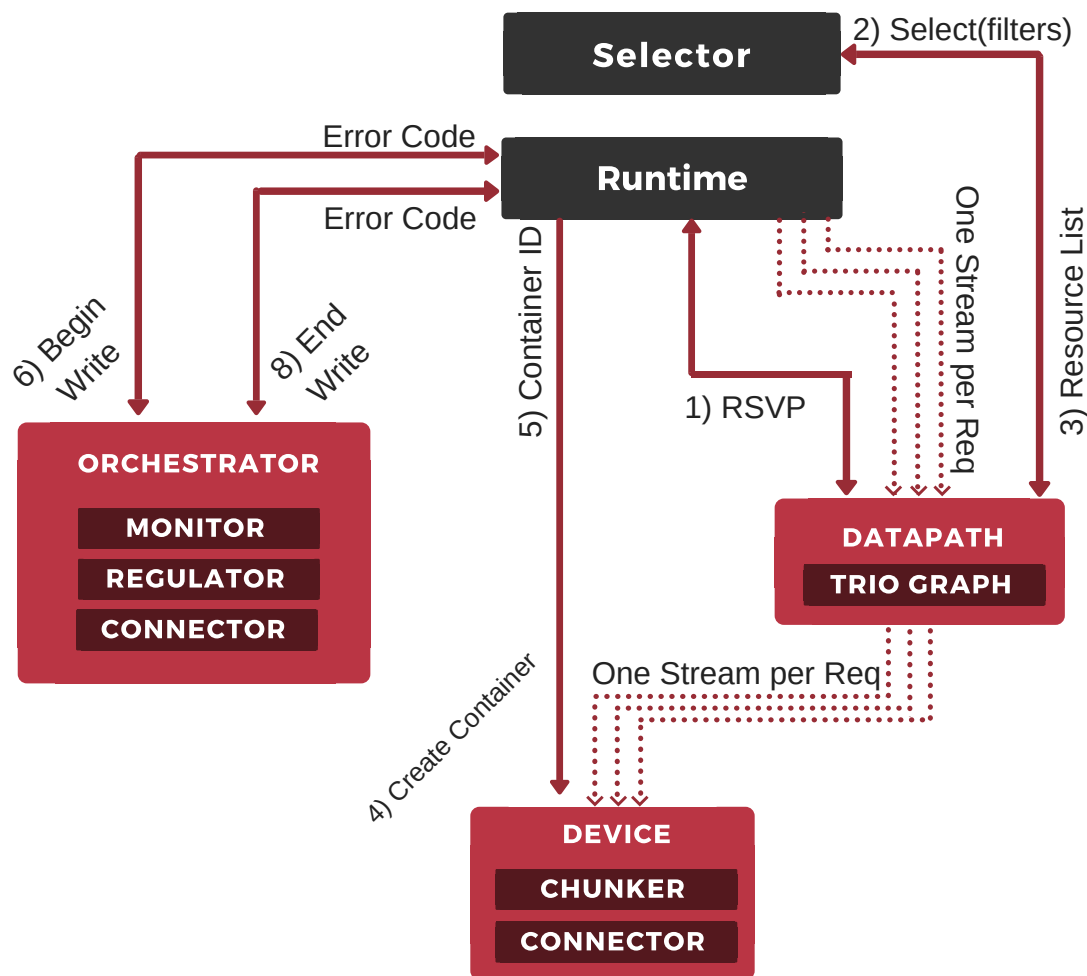 2) Select(filters)
Selector
Error Code
Runtime
Error Code
One Stream per Req
3) Resource List
5) Container ID
6) Begin
Write
8) End
Write
1) RSVP
ORCHESTRATOR
MONITOR
REGULATOR
CONNECTOR
DATAPATH
TRIO GRAPH
One Stream per Req
4) Create Container
DEVICE
CHUNKER
CONNECTOR